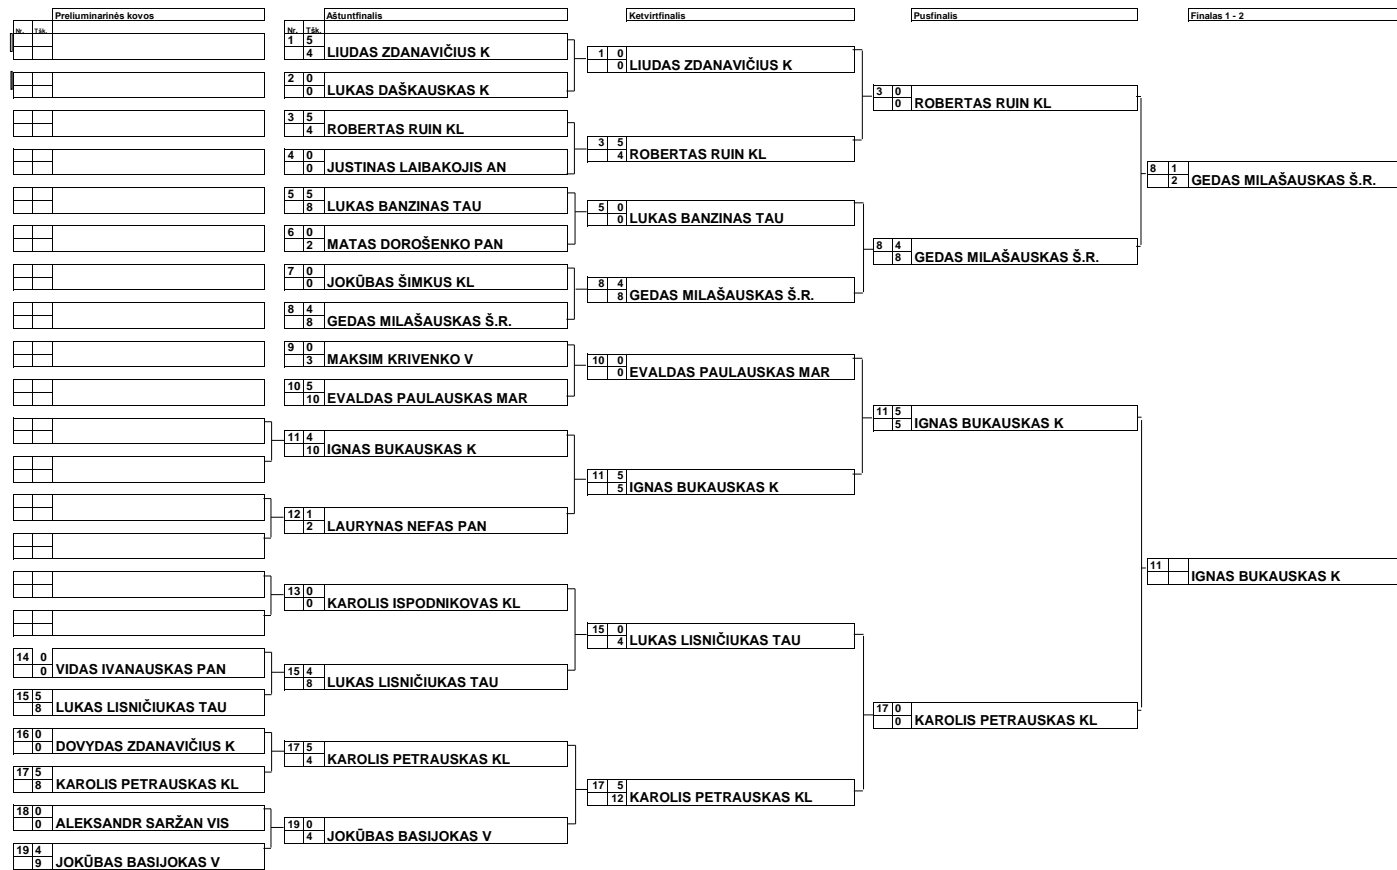 Preliuminarinės kovos
Nr. Tšk.
14 0
0 VIDAS IVANAUSKAS PAN
15 5
8 LUKAS LISNIČIUKAS TAU
16 0
0 DOVYDAS ZDANAVIČIUS K
17 5
8 KAROLIS PETRAUSKAS KL
18 0
0 ALEKSANDR SARŽAN VIS
19 4
9 JOKŪBAS BASIJOKAS V
Aštuntfinalis
Nr. Tšk.
1 5
4 LIUDAS ZDANAVIČIUS K
2 0
0 LUKAS DAŠKAUSKAS K
3 5
4 ROBERTAS RUIN KL
4 0
0 JUSTINAS LAIBAKOJIS AN
5 5
8 LUKAS BANZINAS TAU
6 0
2 MATAS DOROŠENKO PAN
7 0
0 JOKŪBAS ŠIMKUS KL
8 4
8 GEDAS MILAŠAUSKAS Š.R.
9 0
3 MAKSIM KRIVENKO V
10 5
10 EVALDAS PAULAUSKAS MAR
11 4
10 IGNAS BUKAUSKAS K
12 1
2 LAURYNAS NEFAS PAN
13 0
0 KAROLIS ISPODNIKOVAS KL
15 4
8 LUKAS LISNIČIUKAS TAU
17 5
4 KAROLIS PETRAUSKAS KL
19 0
4 JOKŪBAS BASIJOKAS V
Ketvirtfinalis
1 0
0 LIUDAS ZDANAVIČIUS K
3 5
4 ROBERTAS RUIN KL
5 0
0 LUKAS BANZINAS TAU
8 4
8 GEDAS MILAŠAUSKAS Š.R.
10 0
0 EVALDAS PAULAUSKAS MAR
11 5
5 IGNAS BUKAUSKAS K
15 0
4 LUKAS LISNIČIUKAS TAU
17 5
12 KAROLIS PETRAUSKAS KL
Pusfinalis
3 0
0 ROBERTAS RUIN KL
8 4
8 GEDAS MILAŠAUSKAS Š.R.
11 5
5 IGNAS BUKAUSKAS K
17 0
0 KAROLIS PETRAUSKAS KL
Finalas 1 - 2
8 1
2 GEDAS MILAŠAUSKAS Š.R.
11
IGNAS BUKAUSKAS K